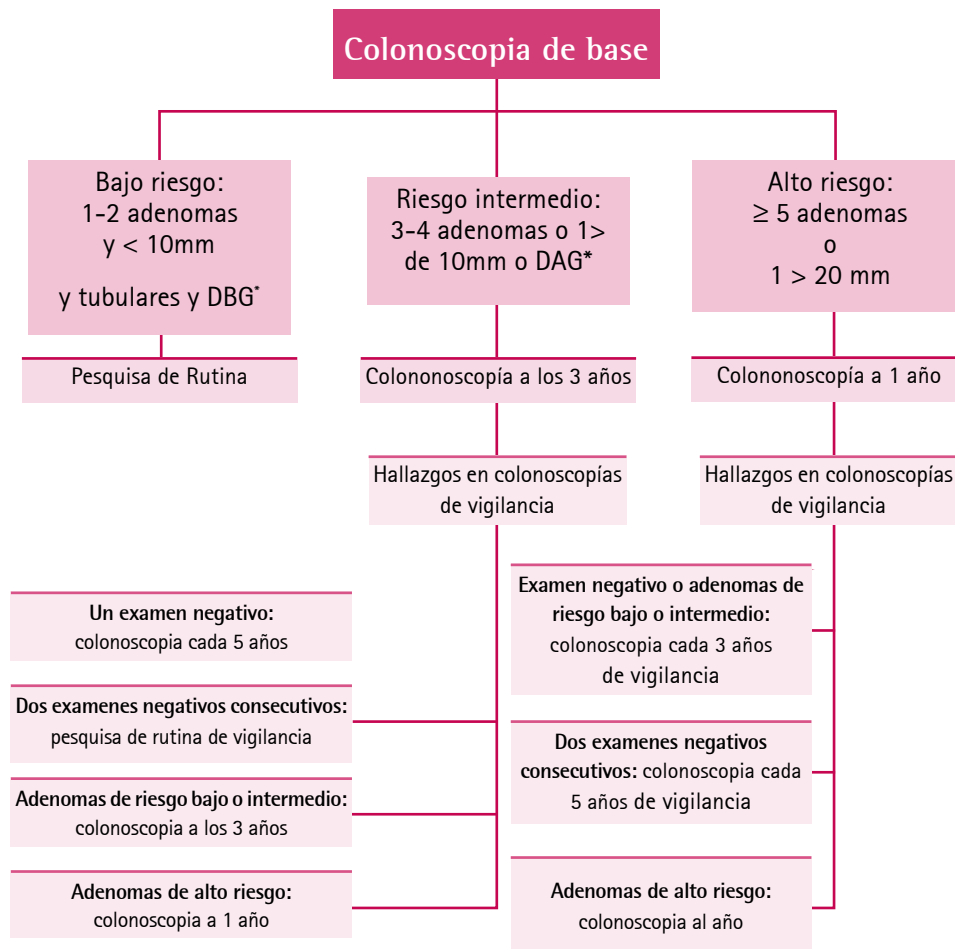 Colonoscopia de base
Bajo riesgo:
1-2 adenomas
y < 10mm
y tubulares y DBG*
Pesquisa de Rutina
Riesgo intermedio:
3-4 adenomas o 1>
de 10mm o DAG*
Colononoscopía a los 3 años
Hallazgos en colonoscopías
de vigilancia
Un examen negativo:
colonoscopia cada 5 años
Dos examenes negativos consecutivos:
pesquisa de rutina de vigilancia
Adenomas de riesgo bajo o intermedio:
colonoscopia a los 3 años
Adenomas de alto riesgo:
colonoscopia a 1 año
Alto riesgo:
≥ 5 adenomas
o
1 > 20 mm
Colononoscopía a 1 año
Hallazgos en colonoscopías
de vigilancia
Examen negativo o adenomas de
riesgo bajo o intermedio:
colonoscopia cada 3 años
de vigilancia
Dos examenes negativos
consecutivos: colonoscopia cada
5 años de vigilancia
Adenomas de alto riesgo:
colonoscopia al año